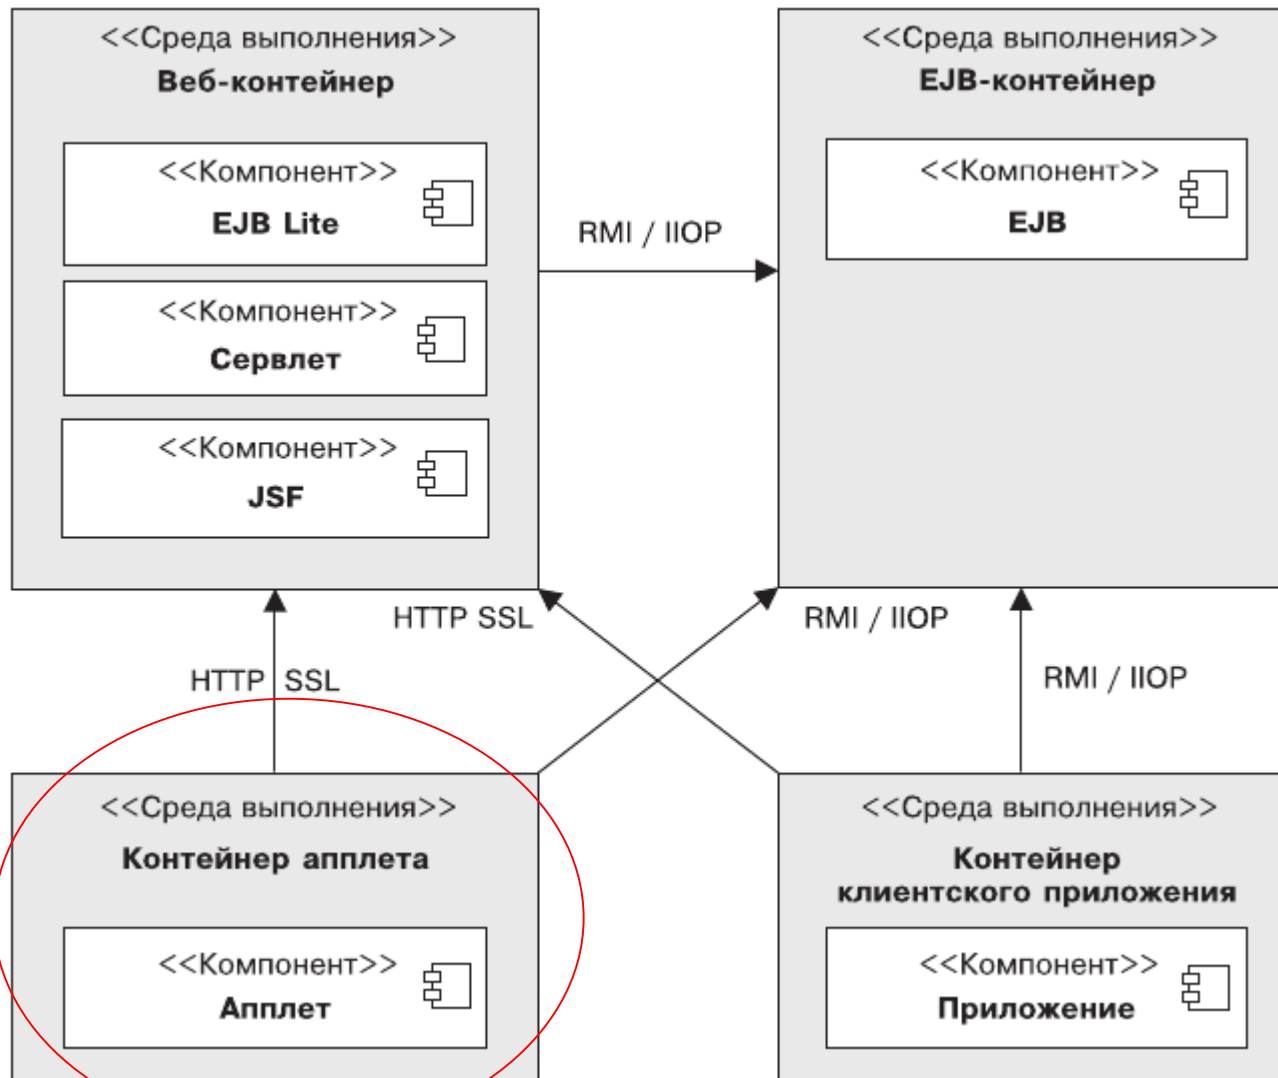 <<Среда выполнения>>
Веб-контейнер
<<Компонент>>
EJB Lite
<<Компонент>>
Сервлет
<<Компонент>>
JSF
RMI / IIOP
<<Среда выполнения>>
EJB-контейнер
<<Компонент>>
EJB
HTTP SSL
HTTP SSL
RMI / IIOP
RMI / IIOP
<<Среда выполнения>>
Контейнер апплета
<<Компонент>>
Апплет
<<Среда выполнения>>
Контейнер
клиентского приложения
<<Компонент>>
Приложение